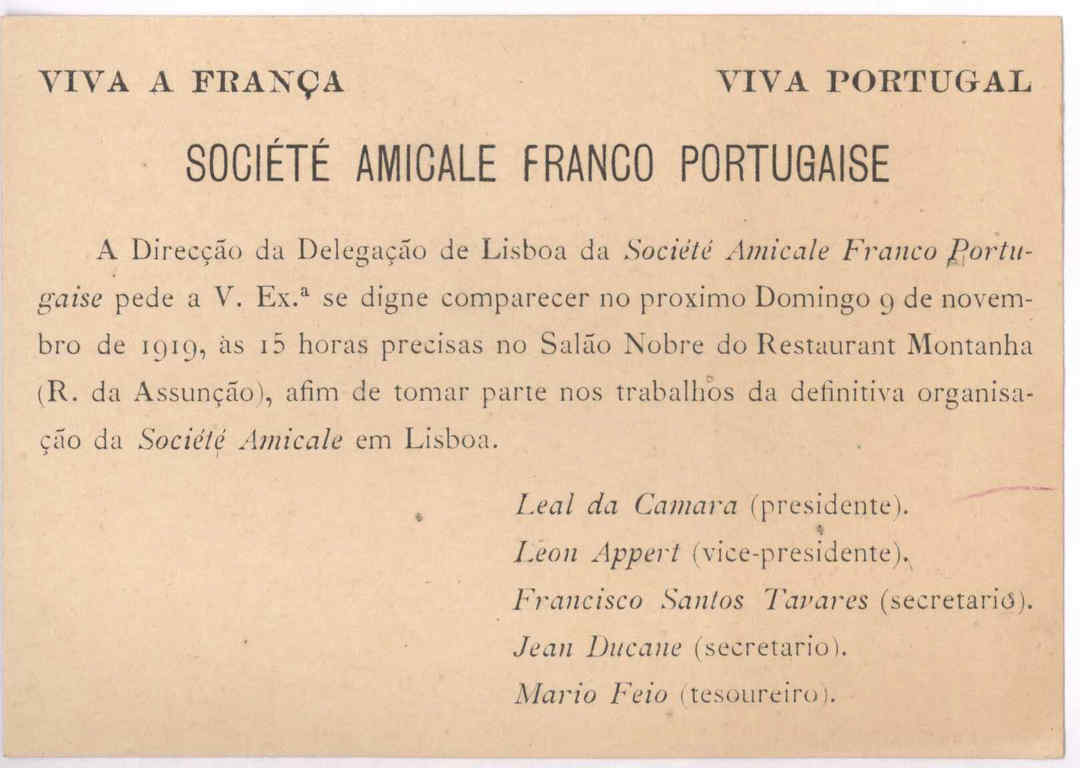 VIVA A FRANÇA VIVA PORTUGAL
SOCIÉTÉ AMICALE FRANCO PORTUGAISE
A Direcção da Delegação de Lisboa da Société Amicale Franco Portu-
gaise pede a V. Ex.ª se digne comparecer no proximo Domingo 9 de novem-
bro de 1919, às 15 horas precisas no Salão Nobre do Restaurant Montanha
(R. da Assunção), afim de tomar parte nos trabalhos da definitiva organisa-
ção da Société Amicale em Lisboa.
Leal da Camara (presidente).
Léon Appert (vice-presidente).
Francisco Santos Tavares (secretario).
Jean Ducane (secretario).
Mario Feio (tesoureiro).